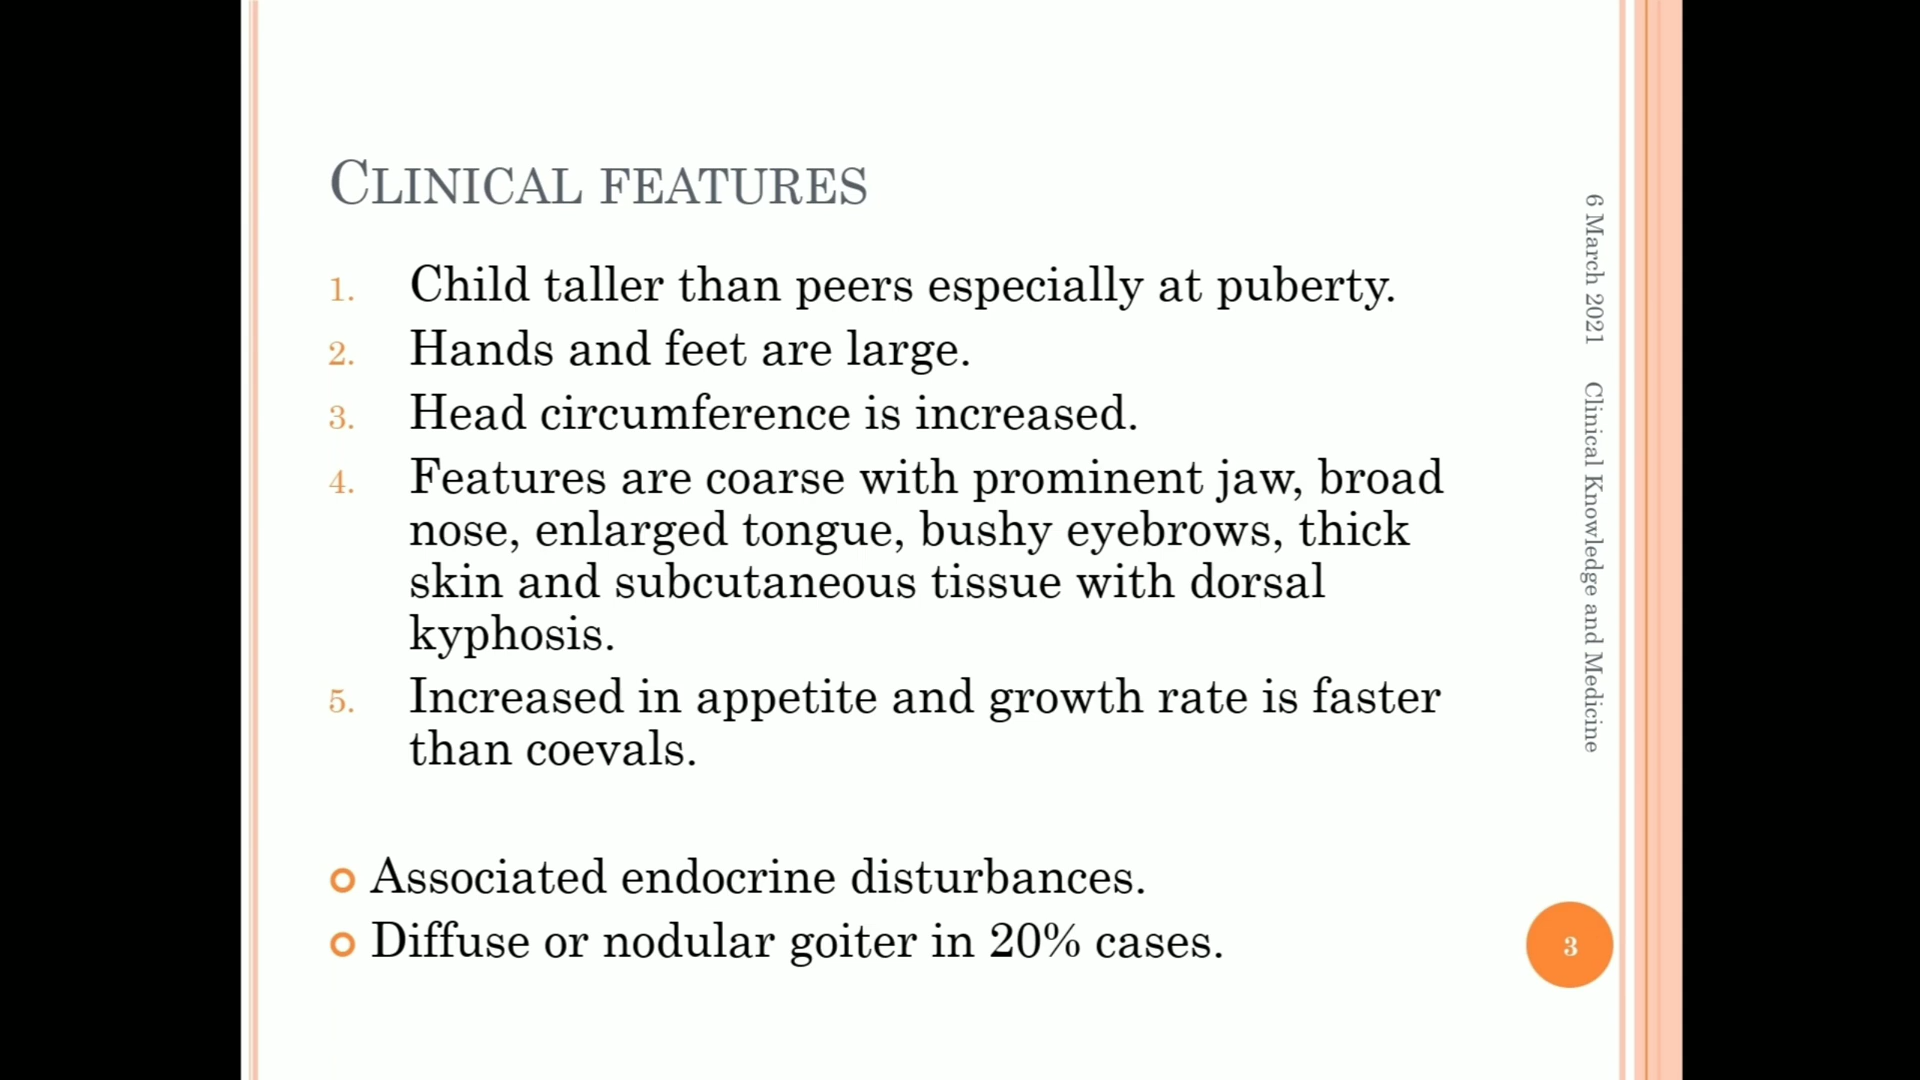 CLINICAL FEATURES
1. Child taller than peers especially at puberty.
2. Hands and feet are large.
3. Head circumference is increased.
4. Features are coarse with prominent jaw, broad
nose, enlarged tongue, bushy eyebrows, thick
skin and subcutaneous tissue with dorsal
kyphosis.
5. Increased in appetite and growth rate is faster
than coevals.
Associated endocrine disturbances.
Diffuse or nodular goiter in 20% cases.
6 March 2021 Clinical Knowledge and Medicine
3